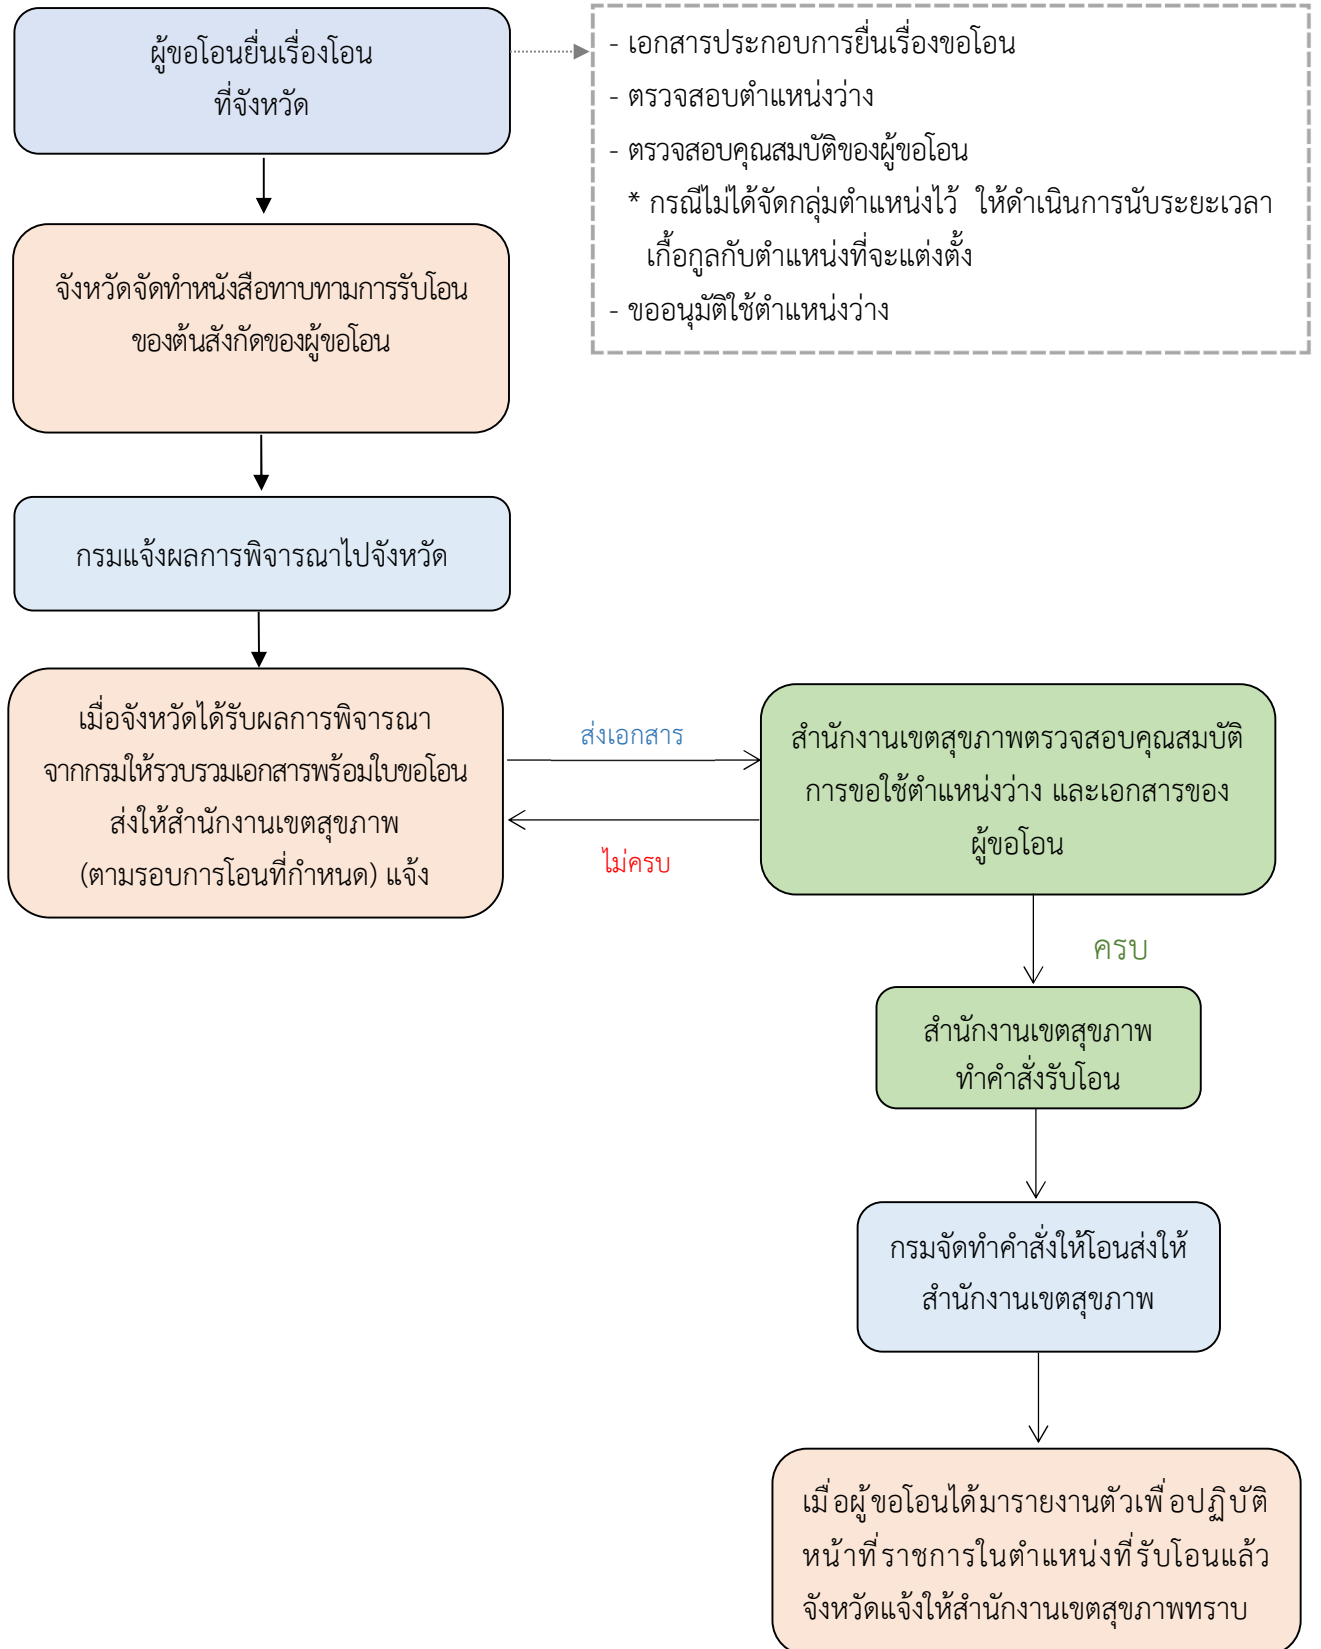 ผู้ขอโอนยื่นเรื่องโอน
ที่จังหวัด
- เอกสารประกอบการยื่นเรื่องขอโอน
- ตรวจสอบตำแหน่งว่าง
- ตรวจสอบคุณสมบัติของผู้ขอโอน
* กรณีไม่ได้จัดกลุ่มตำแหน่งไว้ ให้ดำเนินการนับระยะเวลา
เกื้อกูลกับตำแหน่งที่จะแต่งตั้ง
- ขออนุมัติใช้ตำแหน่งว่าง
จังหวัดจัดทำหนังสือทาบทามการรับโอน
ของต้นสังกัดของผู้ขอโอน
กรมแจ้งผลการพิจารณาไปจังหวัด
เมื่อจังหวัดได้รับผลการพิจารณา
จากกรมให้รวบรวมเอกสารพร้อมใบขอโอน
ส่งให้สำนักงานเขตสุขภาพ
(ตามรอบการโอนที่กำหนด) แจ้ง
ส่งเอกสาร
ไม่ครบ
สำนักงานเขตสุขภาพตรวจสอบคุณสมบัติ
การขอใช้ตำแหน่งว่าง และเอกสารของ
ผู้ขอโอน
ครบ
สำนักงานเขตสุขภาพ
ทำคำสั่งรับโอน
กรมจัดทำคำสั่งให้โอนส่งให้
สำนักงานเขตสุขภาพ
เมื่อผู้ขอโอนได้มารายงานตัวเพื่อปฏิบัติ
หน้าที่ราชการในตำแหน่งที่รับโอนแล้ว
จังหวัดแจ้งให้สำนักงานเขตสุขภาพทราบ